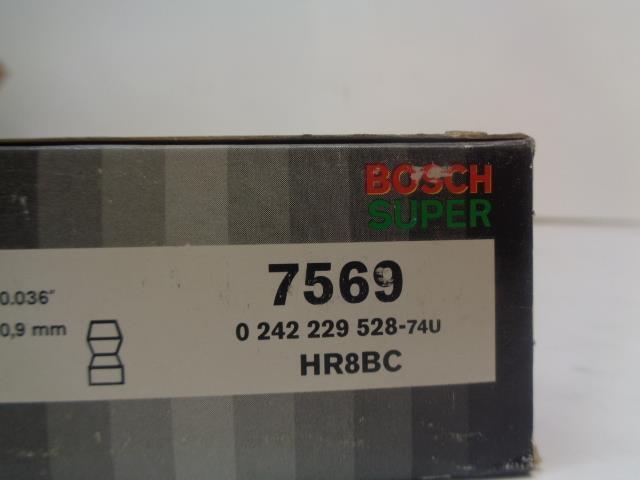 BOSCH
SUPER
7569
0.036"
0 242 229 528-74U
0,9 mm
HR8BC